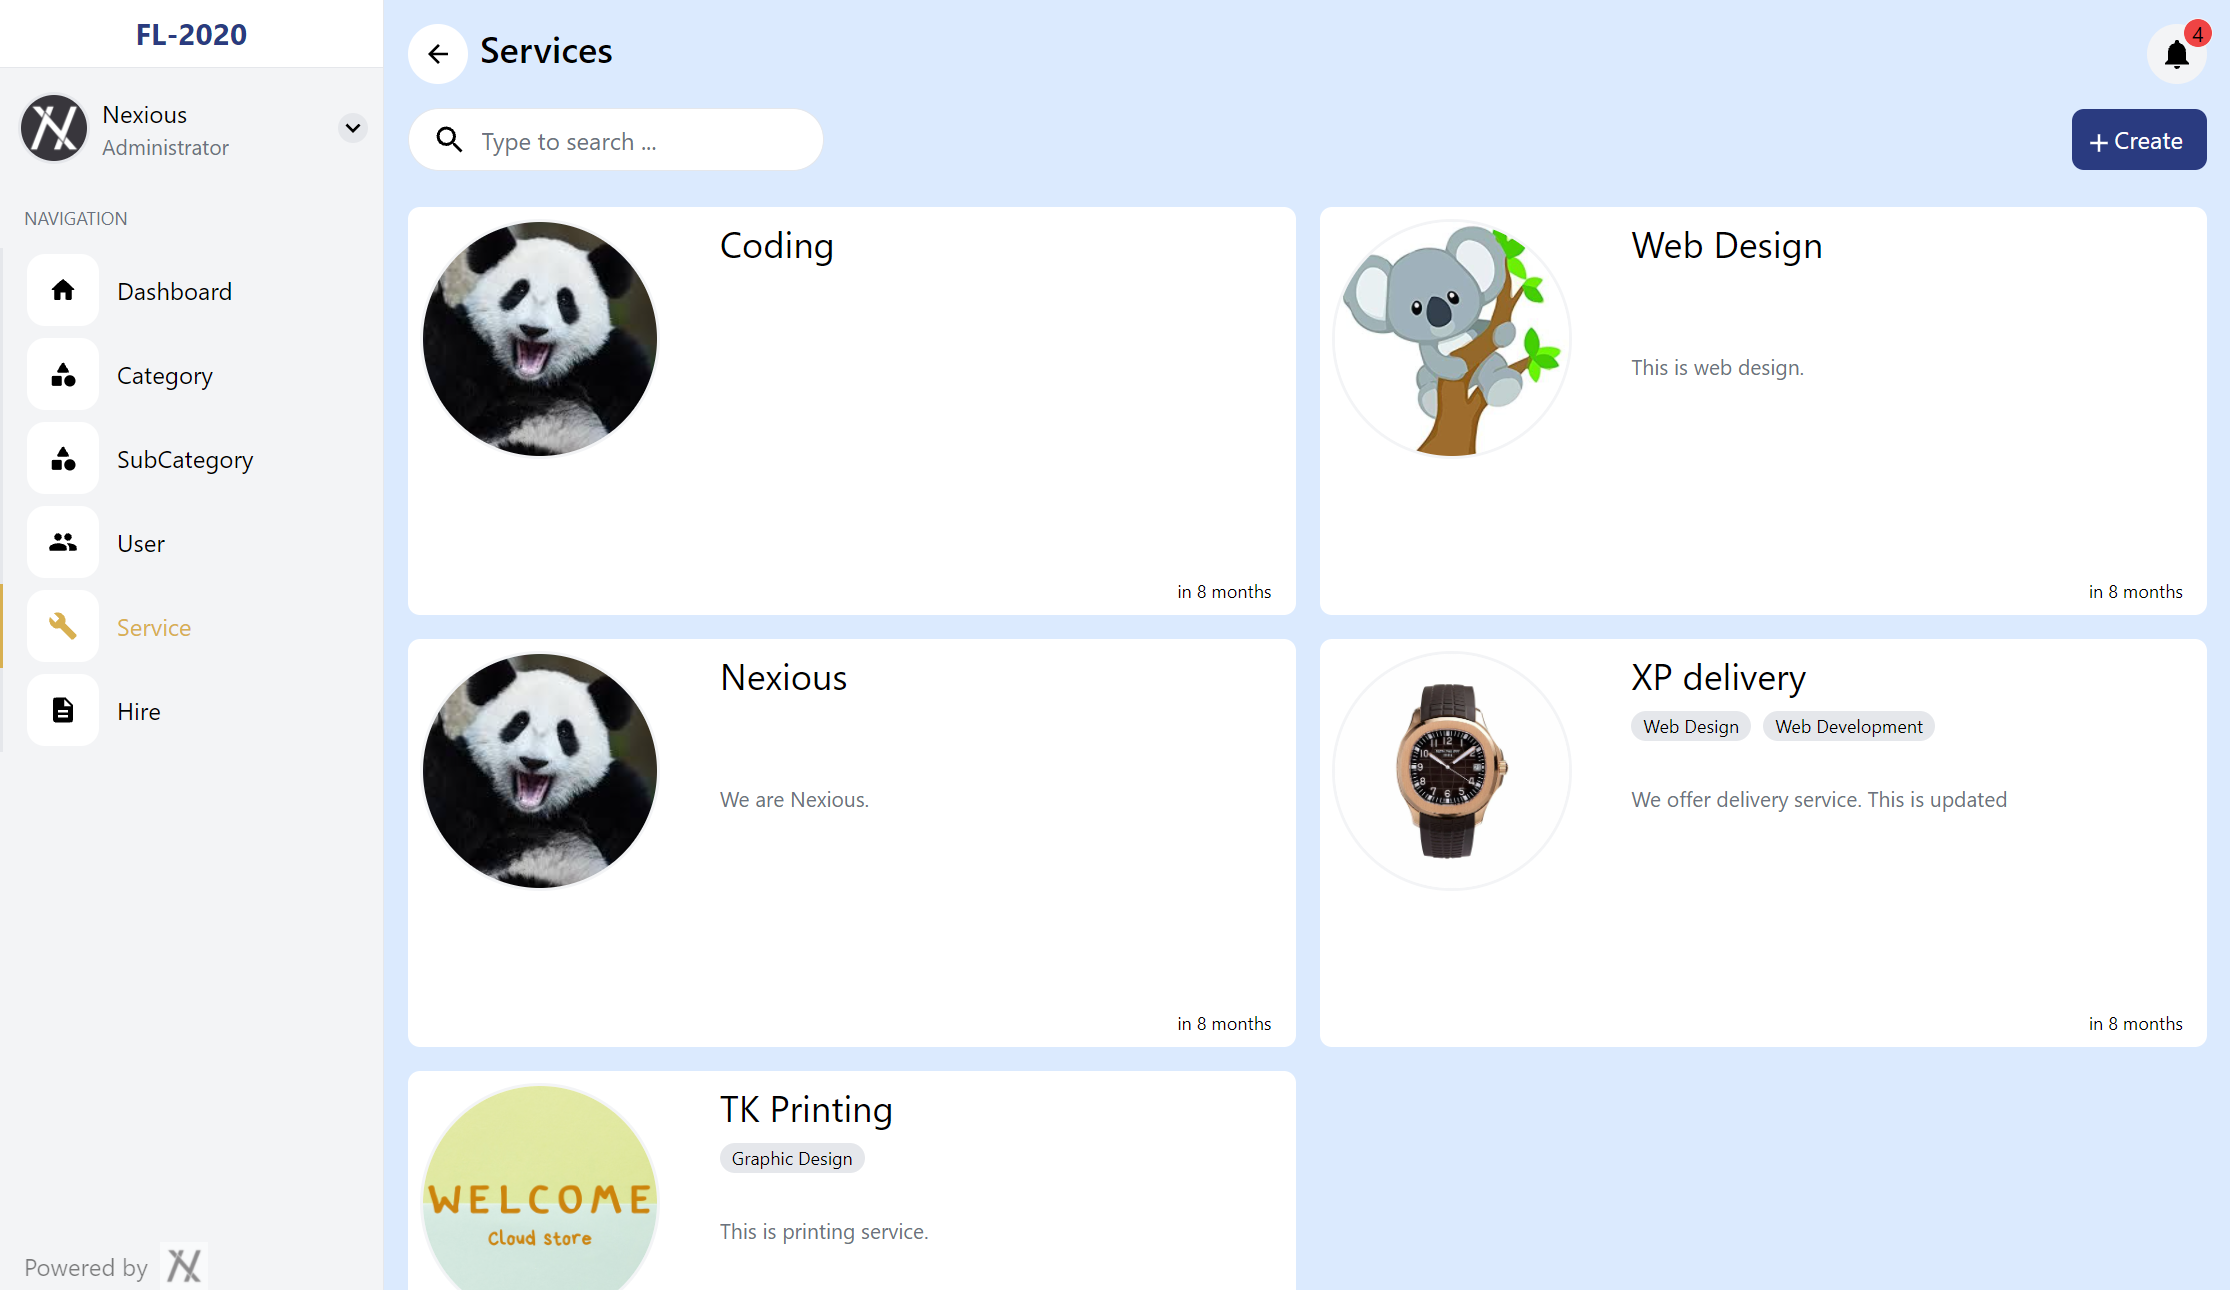 FL-2020
Nexious
Administrator
NAVIGATION
Dashboard
Category
SubCategory
User
Service
Hire
Powered by
Services
4
Type to search ...
+ Create
Coding
in 8 months
Web Design
This is web design.
in 8 months
Nexious
We are Nexious.
in 8 months
XP delivery
Web Design Web Development
We offer delivery service. This is updated
in 8 months
TK Printing
Graphic Design
This is printing service.
WELCOME
Cloud store